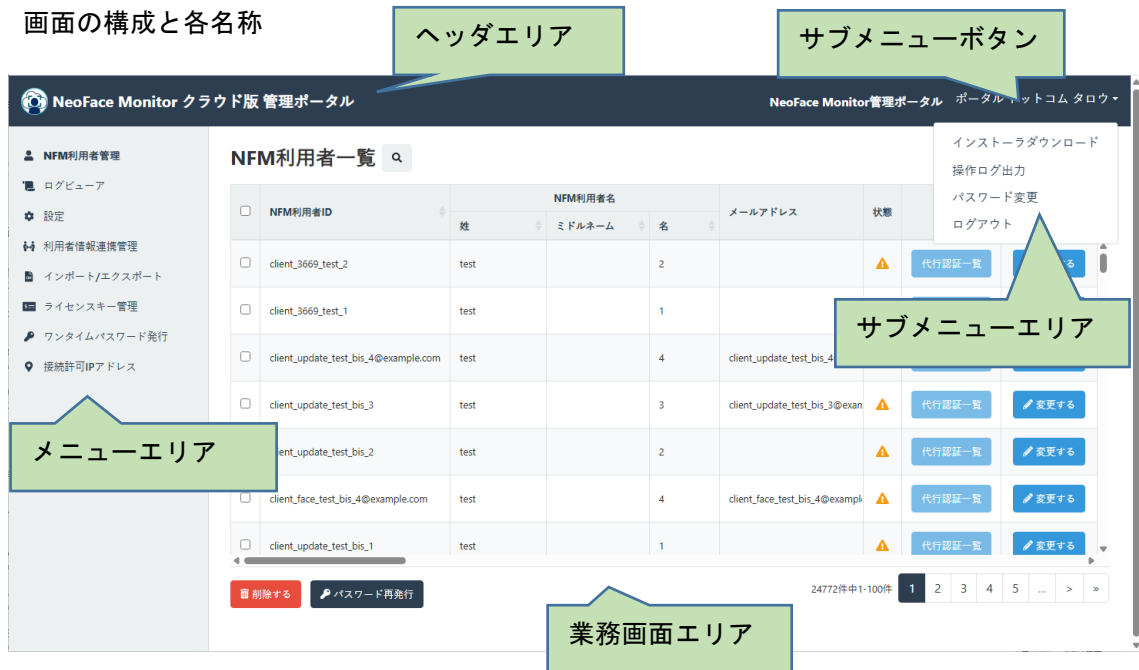 画面の構成と各名称
ヘッダエリア
サブメニューボタン
NeoFace Monitor クラウド版 管理ポータル
NeoFace Monitor管理ポータル
ポータルドットコム タロウ
インストーラダウンロード
操作ログ出力
パスワード変更
ログアウト
NFM利用者管理
ログビューア
設定
利用者情報連携管理
インポート/エクスポート
ライセンスキー管理
ワンタイムパスワード発行
接続許可IPアドレス
メニューエリア
NFM利用者一覧
NFM利用者ID
NFM利用者名
姓 ミドルネーム 名
メールアドレス
状態
client_3669_test_2 test 2 代行認証一覧
client_3669_test_1 test 1
サブメニューエリア
client_update_test_bis_4@example.com test 4 client_update_test_bis_4
client_update_test_bis_3 test 3 client_update_test_bis_3@exam 代行認証一覧 変更する
ent_update_test_bis_2 test 2 代行認証一覧 変更する
client_face_test_bis_4@example.com test 4 client_face_test_bis_4@exampl 代行認証一覧 変更する
client_update_test_bis_1 test 1 代行認証一覧 変更する
削除する パスワード再発行
24772件中1-100件 1 2 3 4 5 ... > »
業務画面エリア